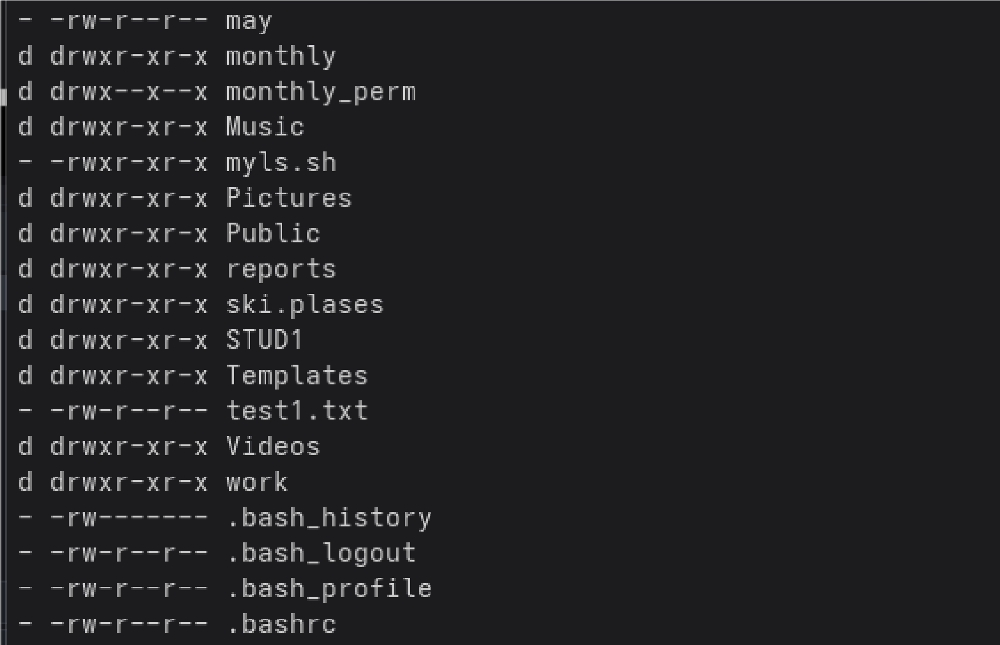 - -rw-r--r-- may
d drwxr-xr-x monthly
d drwx--x--x monthly_perm
d drwxr-xr-x Music
- -rwxr-xr-x myls.sh
d drwxr-xr-x Pictures
d drwxr-xr-x Public
d drwxr-xr-x reports
d drwxr-xr-x ski.plases
d drwxr-xr-x STUD1
d drwxr-xr-x Templates
- -rw-r--r-- test1.txt
d drwxr-xr-x Videos
d drwxr-xr-x work
- -rw------- .bash_history
- -rw-r--r-- .bash_logout
- -rw-r--r-- .bash_profile
- -rw-r--r-- .bashrc